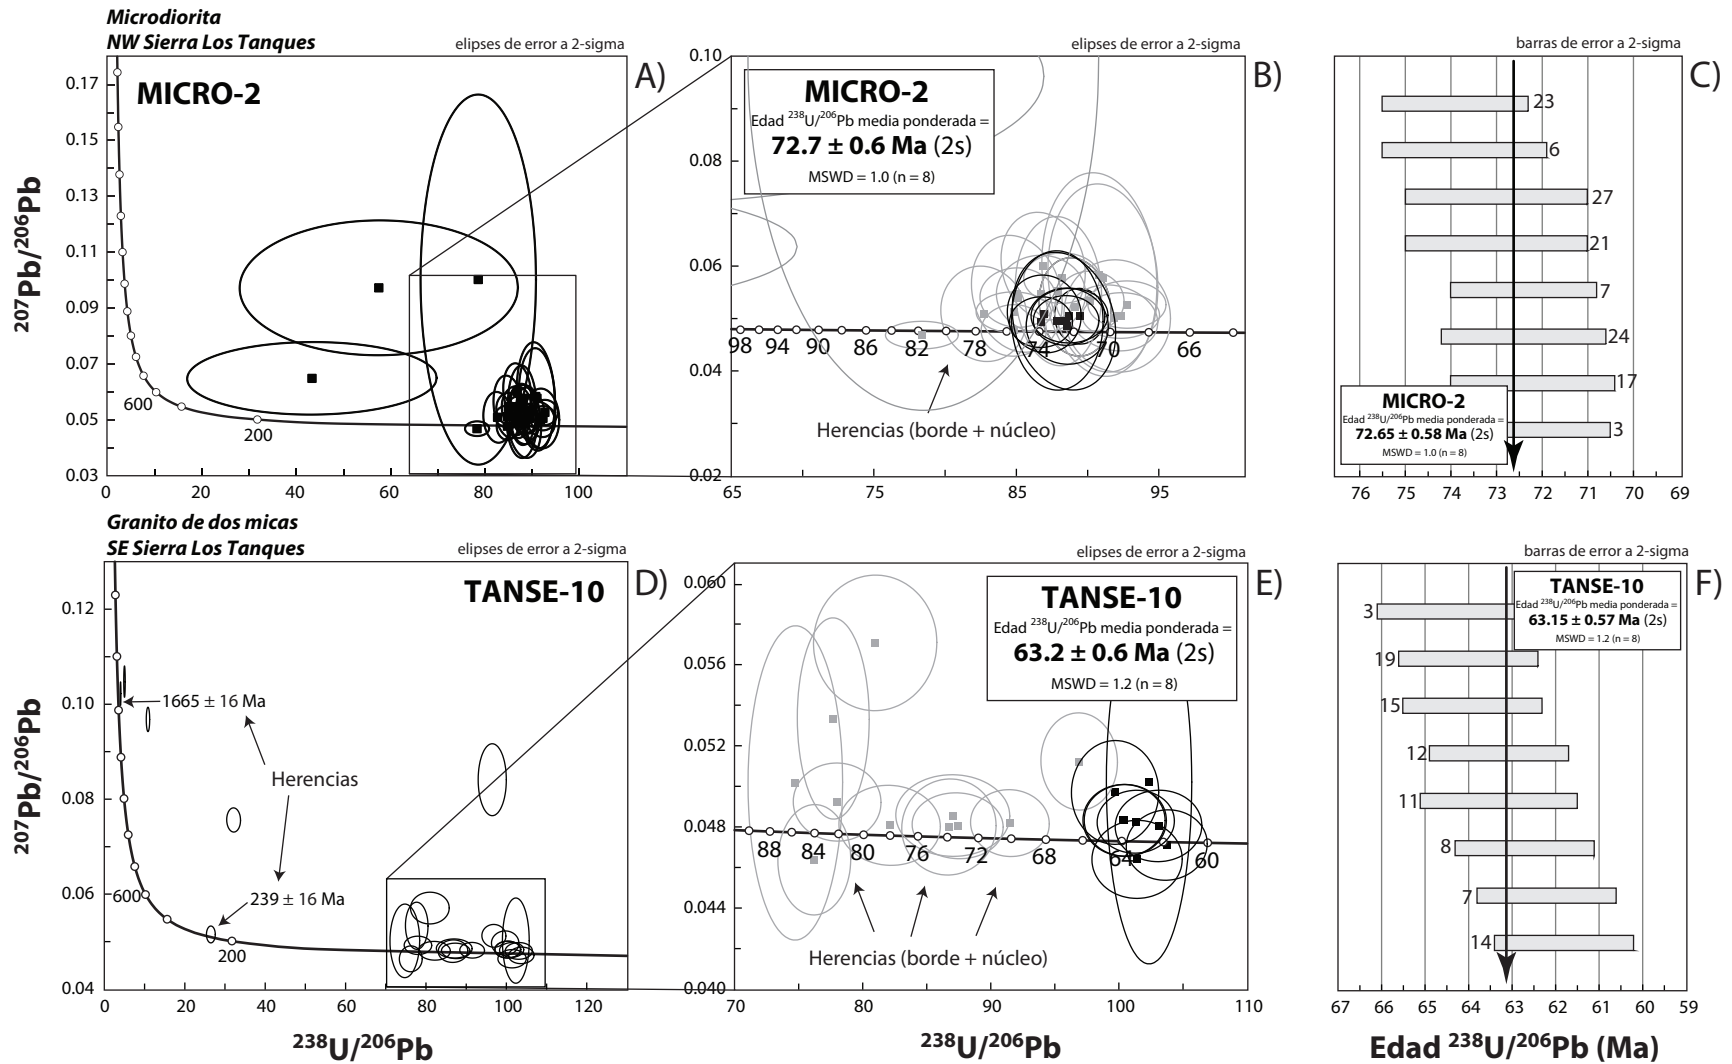 Microdiorita
NW Sierra Los Tanques
elipses de error a 2-sigma
A)
MICRO-2
0.17
0.15
0.13
0.11
0.09
0.07
0.05
0.03
600
200
0
20
40
60
80
100
²⁰⁷Pb/²⁰⁶Pb
elipses de error a 2-sigma
B)
MICRO-2
Edad ²³⁸U/²⁰⁶Pb media ponderada =
72.7 ± 0.6 Ma (2s)
MSWD = 1.0 (n = 8)
0.10
0.08
0.06
0.04
0.02
98 94 90 86 82 78 74 70 66
Herencias (borde + núcleo)
65
75
85
95
barras de error a 2-sigma
C)
23
6
27
21
7
24
17
3
MICRO-2
Edad ²³⁸U/²⁰⁶Pb media ponderada =
72.65 ± 0.58 Ma (2s)
MSWD = 1.0 (n = 8)
76 75 74 73 72 71 70 69
Granito de dos micas
SE Sierra Los Tanques
elipses de error a 2-sigma
D)
TANSE-10
0.12
0.10
0.08
0.06
0.04
1665 ± 16 Ma
Herencias
239 ± 16 Ma
600
200
0 20 40 60 80 100 120
²⁰⁷Pb/²⁰⁶Pb
²³⁸U/²⁰⁶Pb
elipses de error a 2-sigma
E)
TANSE-10
Edad ²³⁸U/²⁰⁶Pb media ponderada =
63.2 ± 0.6 Ma (2s)
MSWD = 1.2 (n = 8)
0.060
0.056
0.052
0.048
0.044
0.040
88 84 80 76 72 68 64 60
Herencias (borde + núcleo)
70 80 90 100 110
²³⁸U/²⁰⁶Pb
barras de error a 2-sigma
F)
TANSE-10
Edad ²³⁸U/²⁰⁶Pb media ponderada =
63.15 ± 0.57 Ma (2s)
MSWD = 1.2 (n = 8)
3
19
15
12
11
8
7
14
67 66 65 64 63 62 61 60 59
Edad ²³⁸U/²⁰⁶Pb (Ma)